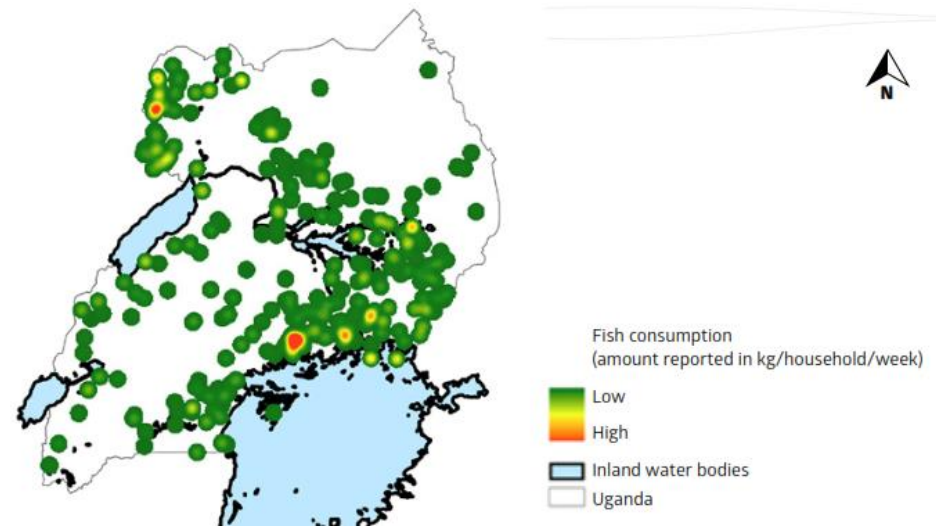 N
Fish consumption
(amount reported in kg/household/week)
Low
High
Inland water bodies
Uganda